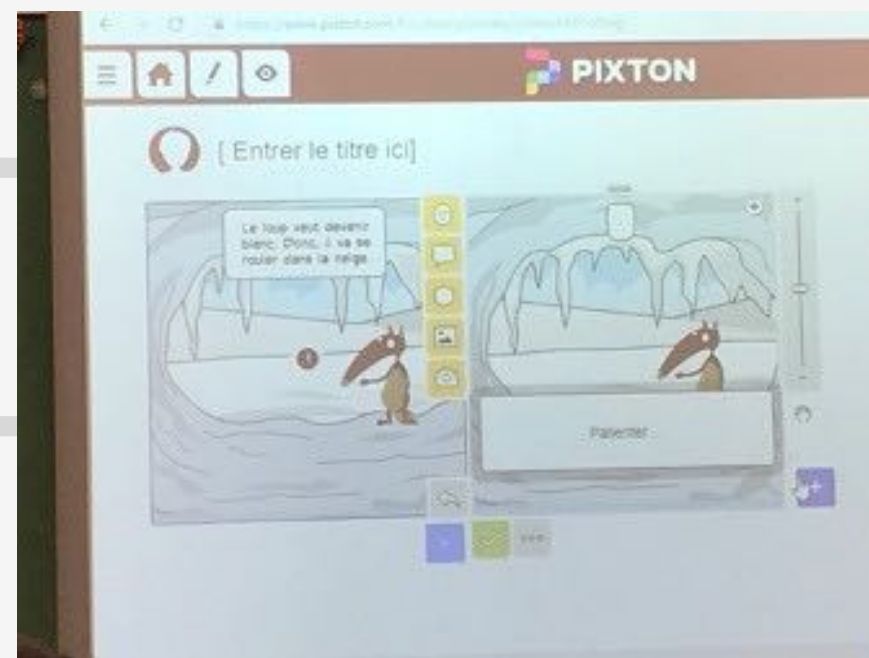 PIXTON
[ Entrer le titre ici]
Le loup veut devenir
blanc. Donc, il va se
rouler dans la neige.
Patienter